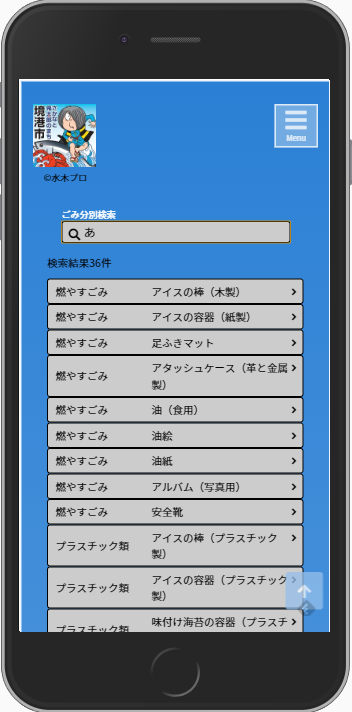 さかなと
鬼太郎のまち
境港市
Menu
©水木プロ
ごみ分別検索
あ
検索結果36件
燃やすごみ アイスの棒（木製）
燃やすごみ アイスの容器（紙製）
燃やすごみ 足ふきマット
燃やすごみ アタッシュケース（革と金属
製）
燃やすごみ 油（食用）
燃やすごみ 油絵
燃やすごみ 油紙
燃やすごみ アルバム（写真用）
燃やすごみ 安全靴
プラスチック類 アイスの棒（プラスチック
製）
プラスチック類 アイスの容器（プラスチック
製）
プラスチック類 味付け海苔の容器（プラスチ